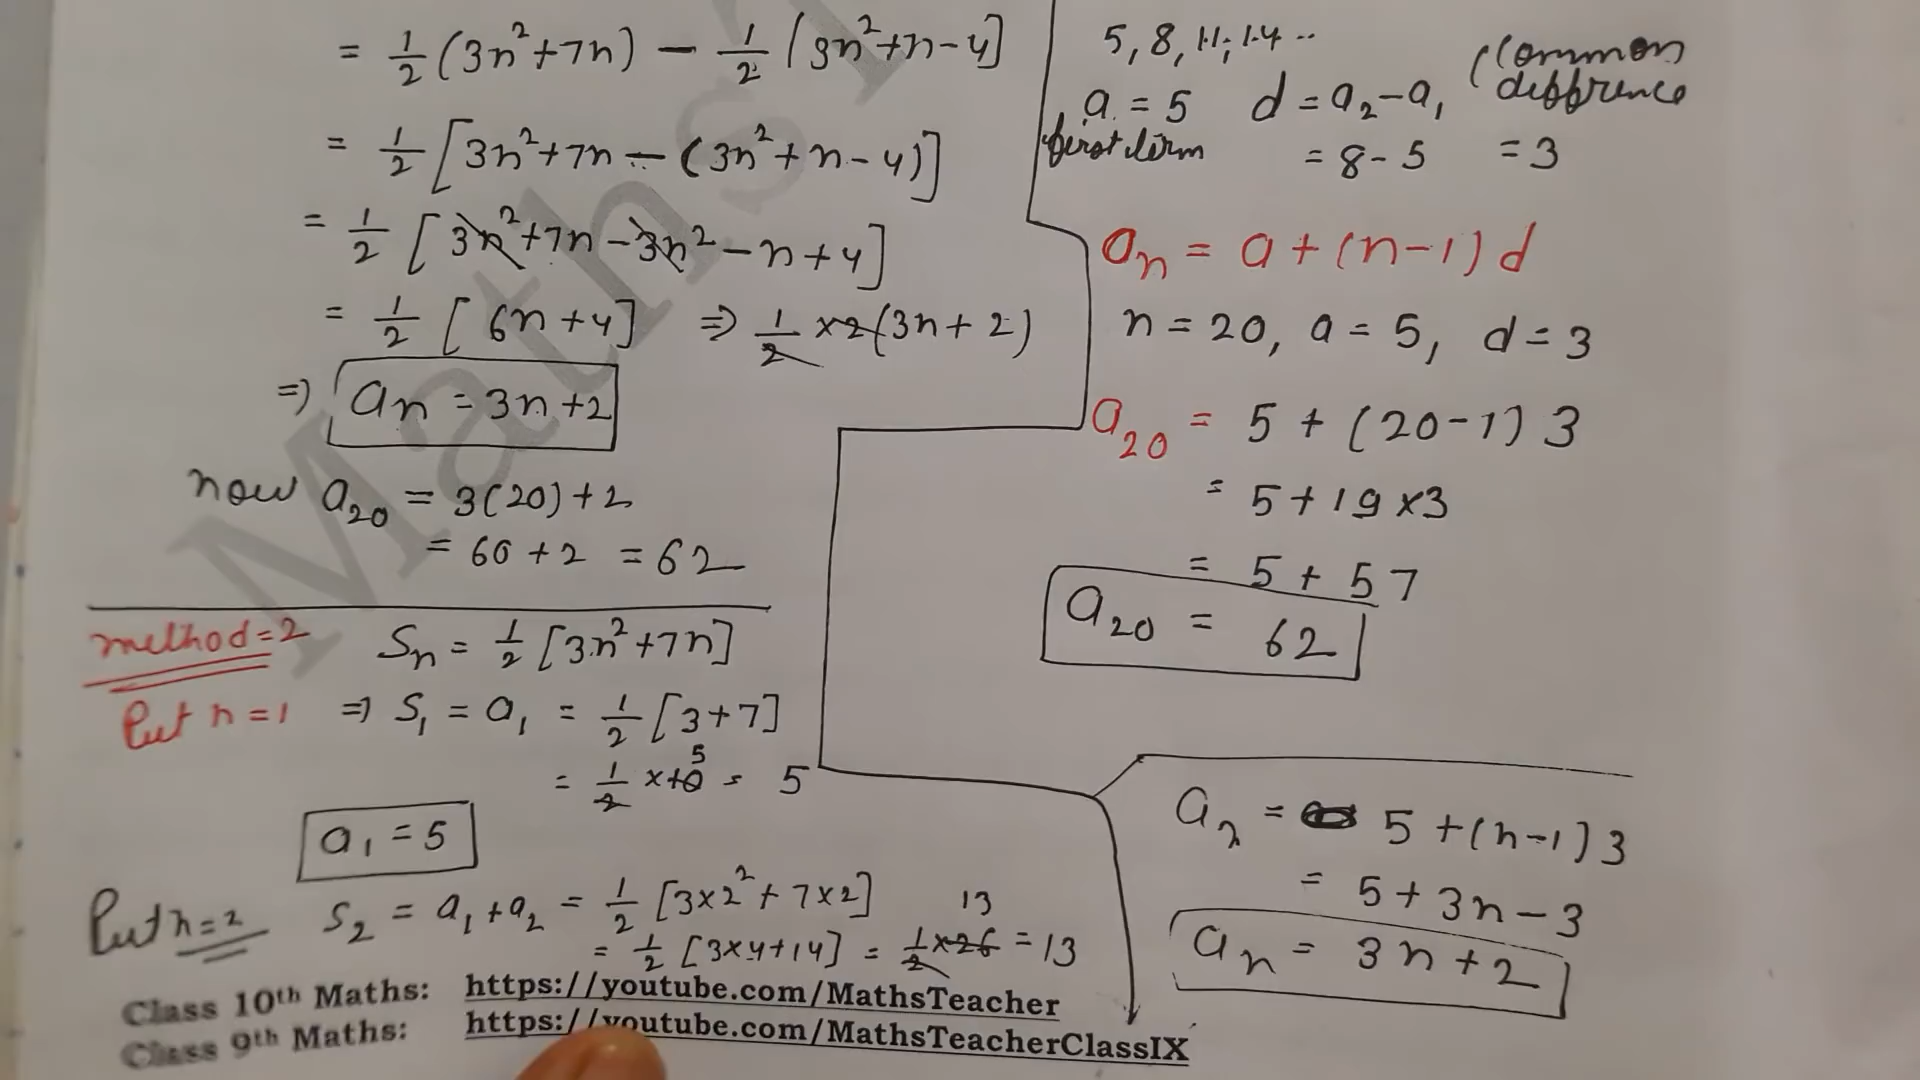 = 1/2 (3n²+7n) − 1/2 (3n²+n−4]
= 1/2 [3n²+7n − (3n²+n−4)]
= 1/2 [3n²+7n−3n²−n+4]
= 1/2 [6n+4] ⇒ 1/2 ×2(3n+2)
⇒ an = 3n+2
now a20 = 3(20)+2
= 60+2 = 62
method=2 Sn = 1/2 [3n²+7n]
Put n=1 ⇒ S1 = a1 = 1/2 [3+7]
5
= 1/2 ×10 = 5
a1 = 5
Put n=2 S2 = a1+a2 = 1/2 [3×2²+7×2]
13
= 1/2 [3×4+14] = 1/2×26 = 13
5, 8, 11, 14 ..
(Common
a = 5 d = a2−a1 difference
first term = 8−5 = 3
an = a+(n−1)d
n=20, a=5, d=3
a20 = 5+(20−1)3
= 5+19×3
= 5+57
a20 = 62
an = 5+(n−1)3
= 5+3n−3
an = 3n+2
Class 10th Maths: https://youtube.com/MathsTeacher
Class 9th Maths: https://youtube.com/MathsTeacherClassIX